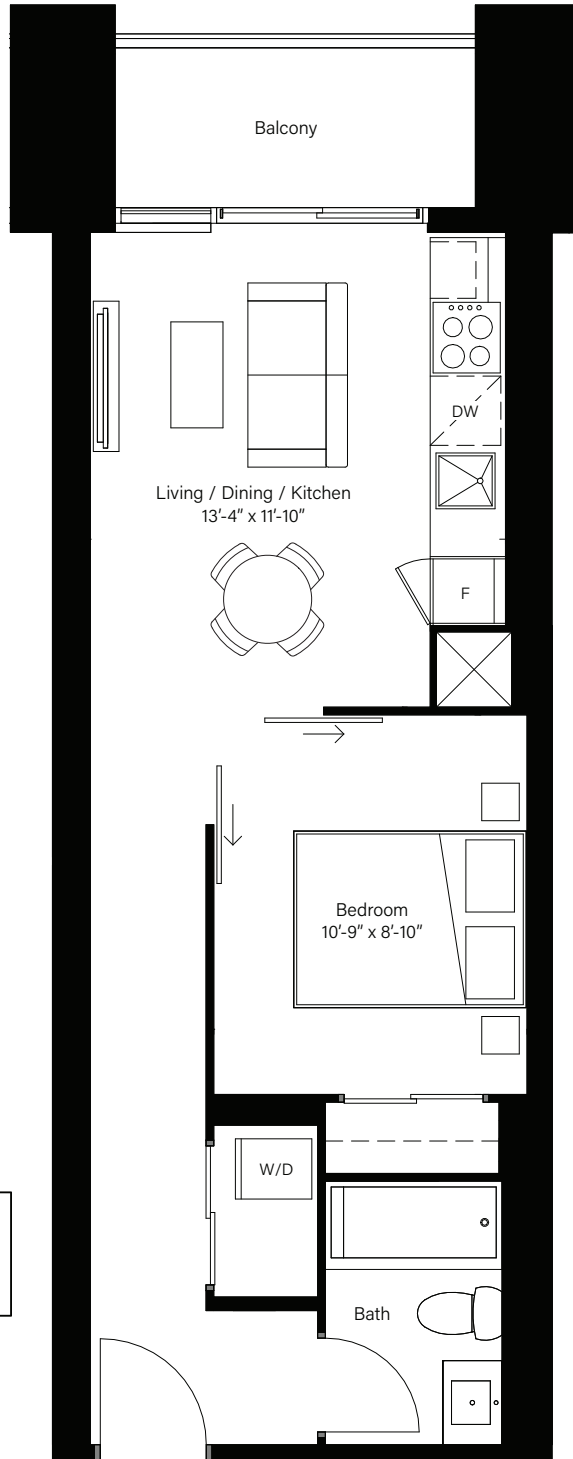 Balcony
DW
Living / Dining / Kitchen
13'-4" x 11'-10"
F
Bedroom
10'-9" x 8'-10"
W/D
Bath